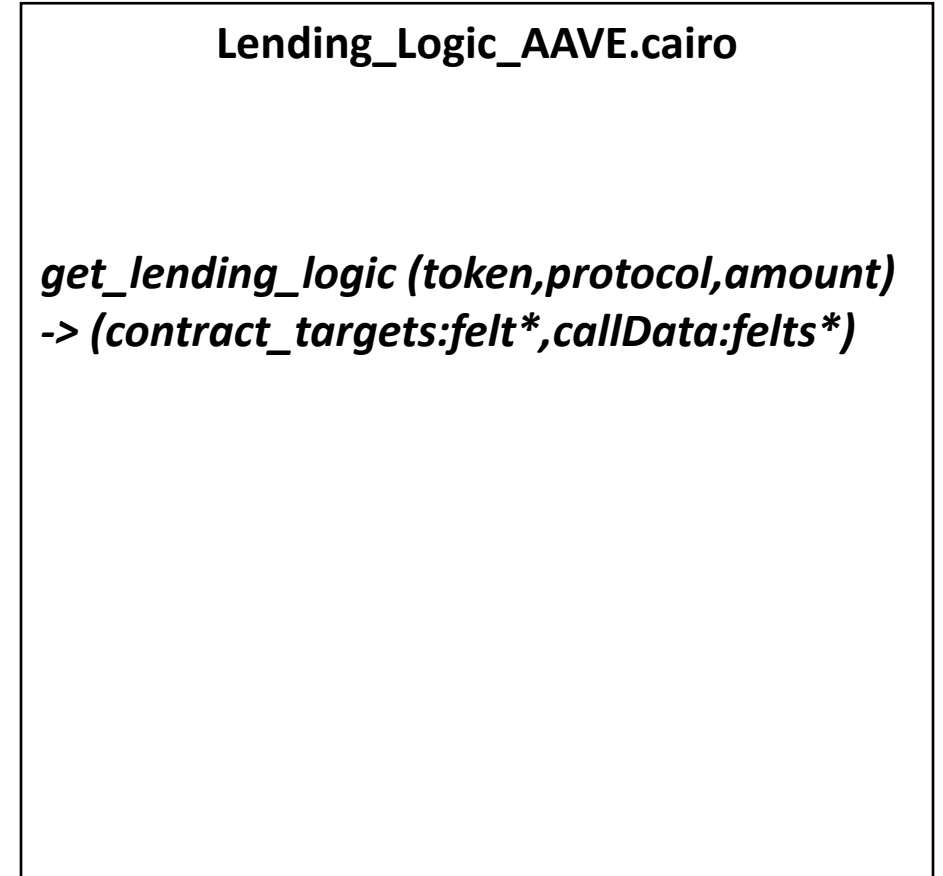 Lending_Logic_AAVE.cairo
get_lending_logic (token,protocol,amount)
-> (contract_targets:felt*,callData:felts*)